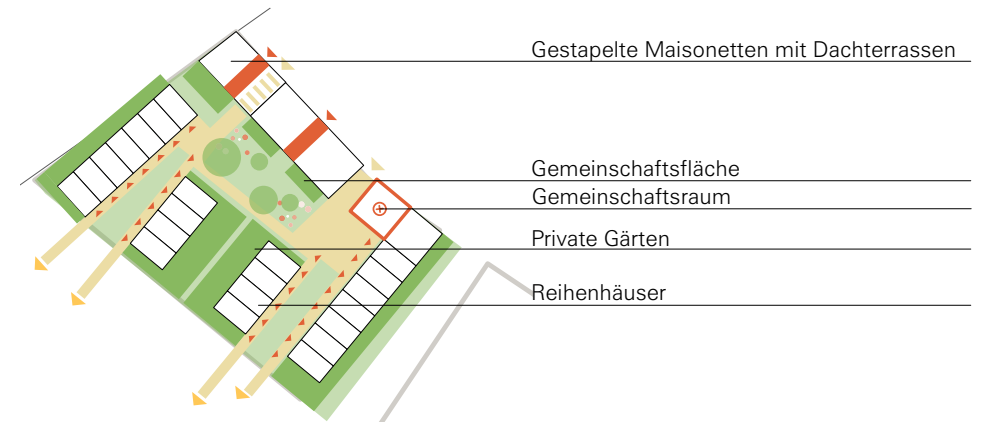 Gestapelte Maisonetten mit Dachterrassen
Gemeinschaftsfläche
Gemeinschaftsraum
Private Gärten
Reihenhäuser